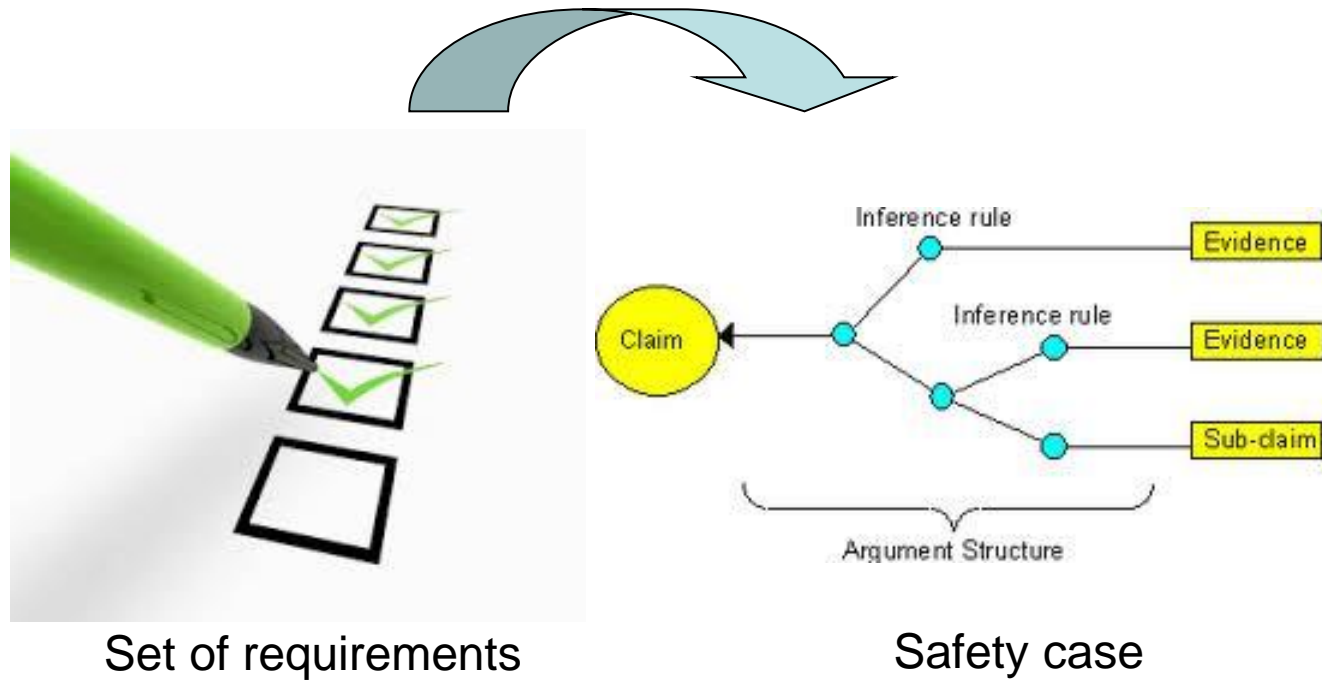 Inference rule
Evidence
Inference rule
Claim
Evidence
Sub-claim
Argument Structure
Set of requirements
Safety case